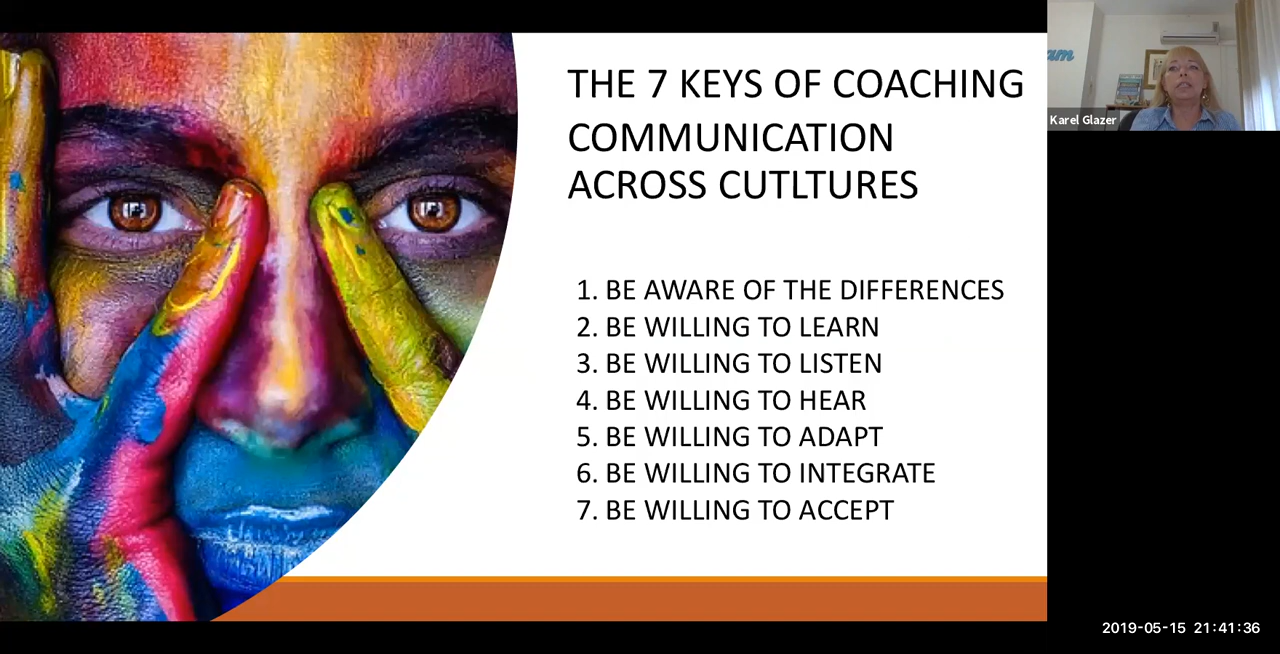 THE 7 KEYS OF COACHING
COMMUNICATION
ACROSS CUTLTURES
1. BE AWARE OF THE DIFFERENCES
2. BE WILLING TO LEARN
3. BE WILLING TO LISTEN
4. BE WILLING TO HEAR
5. BE WILLING TO ADAPT
6. BE WILLING TO INTEGRATE
7. BE WILLING TO ACCEPT
Karel Glazer
2019-05-15 21:41:36